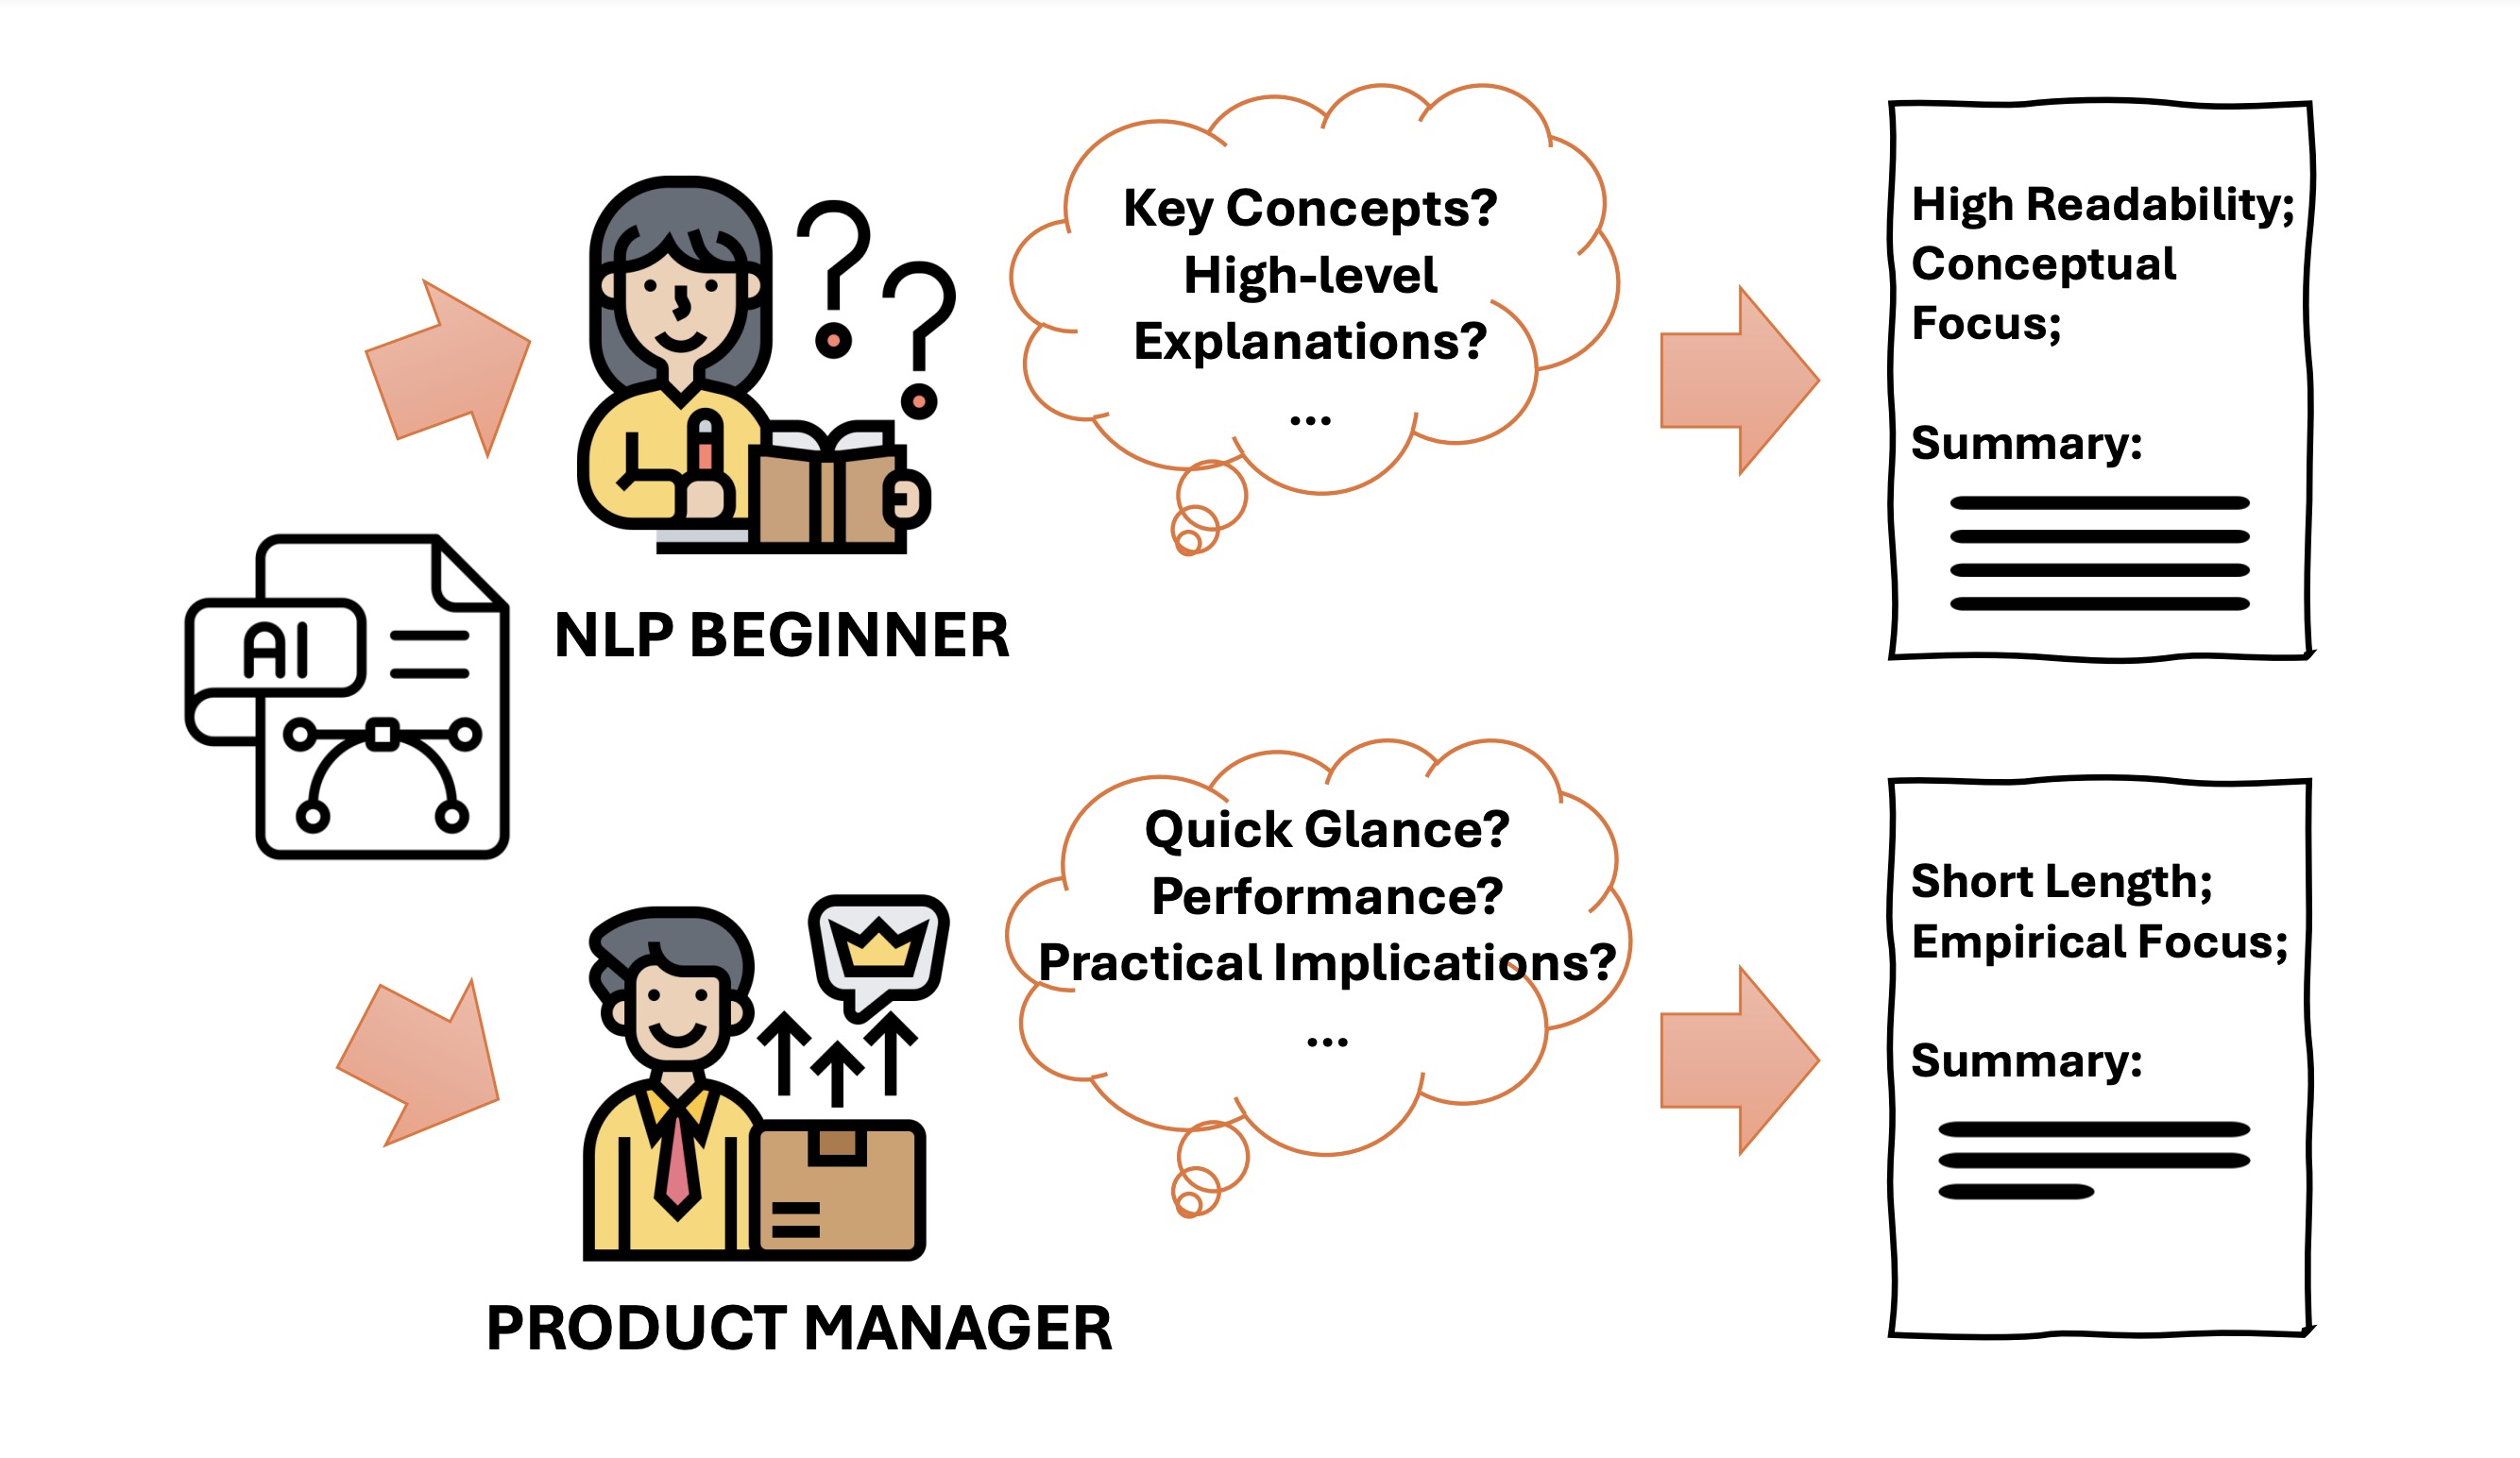 AI
NLP BEGINNER
Key Concepts?
High-level
Explanations?
...
High Readability;
Conceptual
Focus;
Summary:
PRODUCT MANAGER
Quick Glance?
Performance?
Practical Implications?
...
Short Length;
Empirical Focus;
Summary: